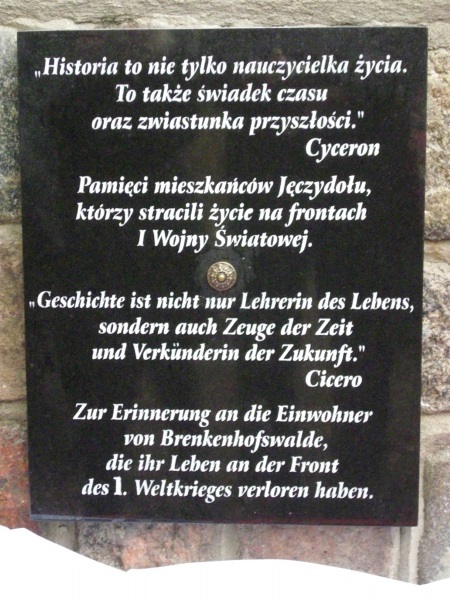 „Historia to nie tylko nauczycielka życia.
To także świadek czasu
oraz zwiastunka przyszłości."
Cyceron
Pamięci mieszkańców Jęczydołu,
którzy stracili życie na frontach
I Wojny Światowej.
„Geschichte ist nicht nur Lehrerin des Lebens,
sondern auch Zeuge der Zeit
und Verkünderin der Zukunft."
Cicero
Zur Erinnerung an die Einwohner
von Brenkenhofswalde,
die ihr Leben an der Front
des 1. Weltkrieges verloren haben.